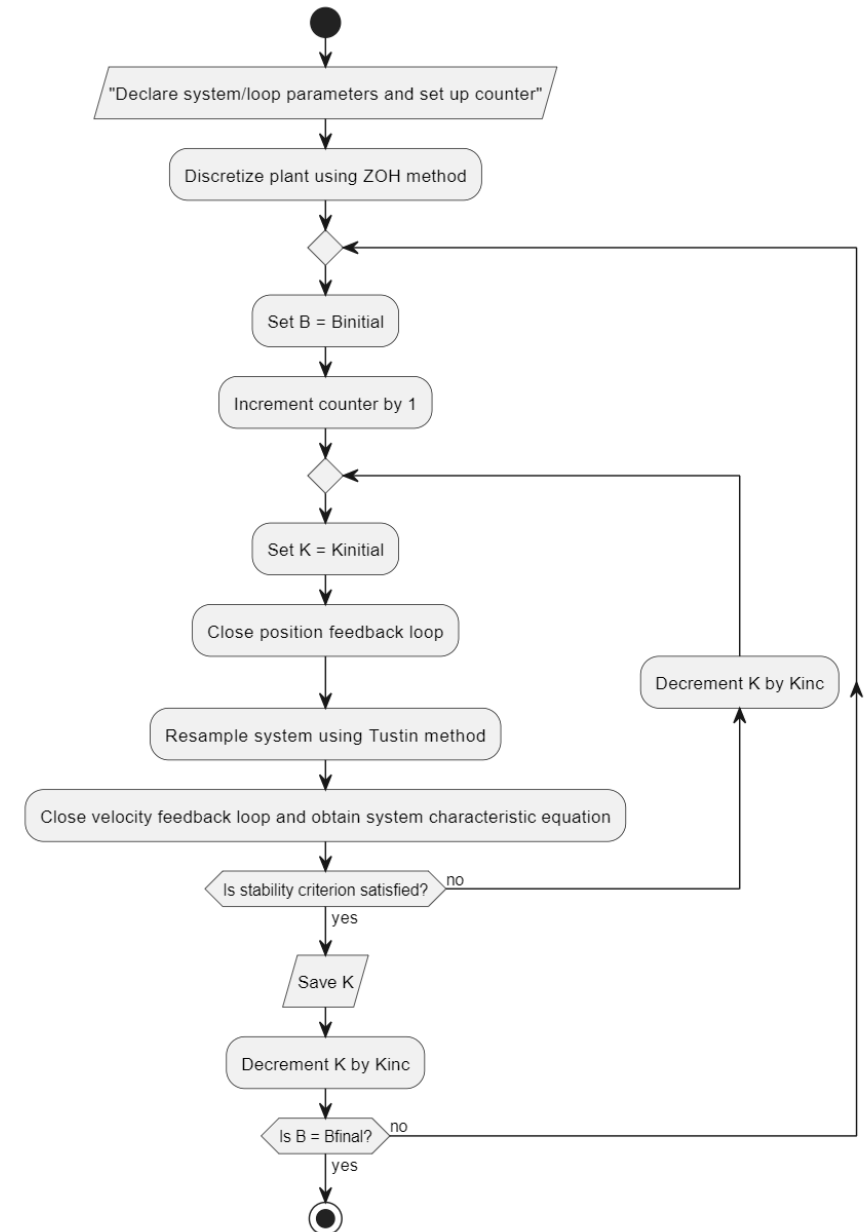 "Declare system/loop parameters and set up counter"
Discretize plant using ZOH method
Set B = Binitial
Increment counter by 1
Set K = Kinitial
Close position feedback loop
Decrement K by Kinc
Resample system using Tustin method
Close velocity feedback loop and obtain system characteristic equation
Is stability criterion satisfied?
no
yes
Save K
Decrement K by Kinc
Is B = Bfinal?
no
yes